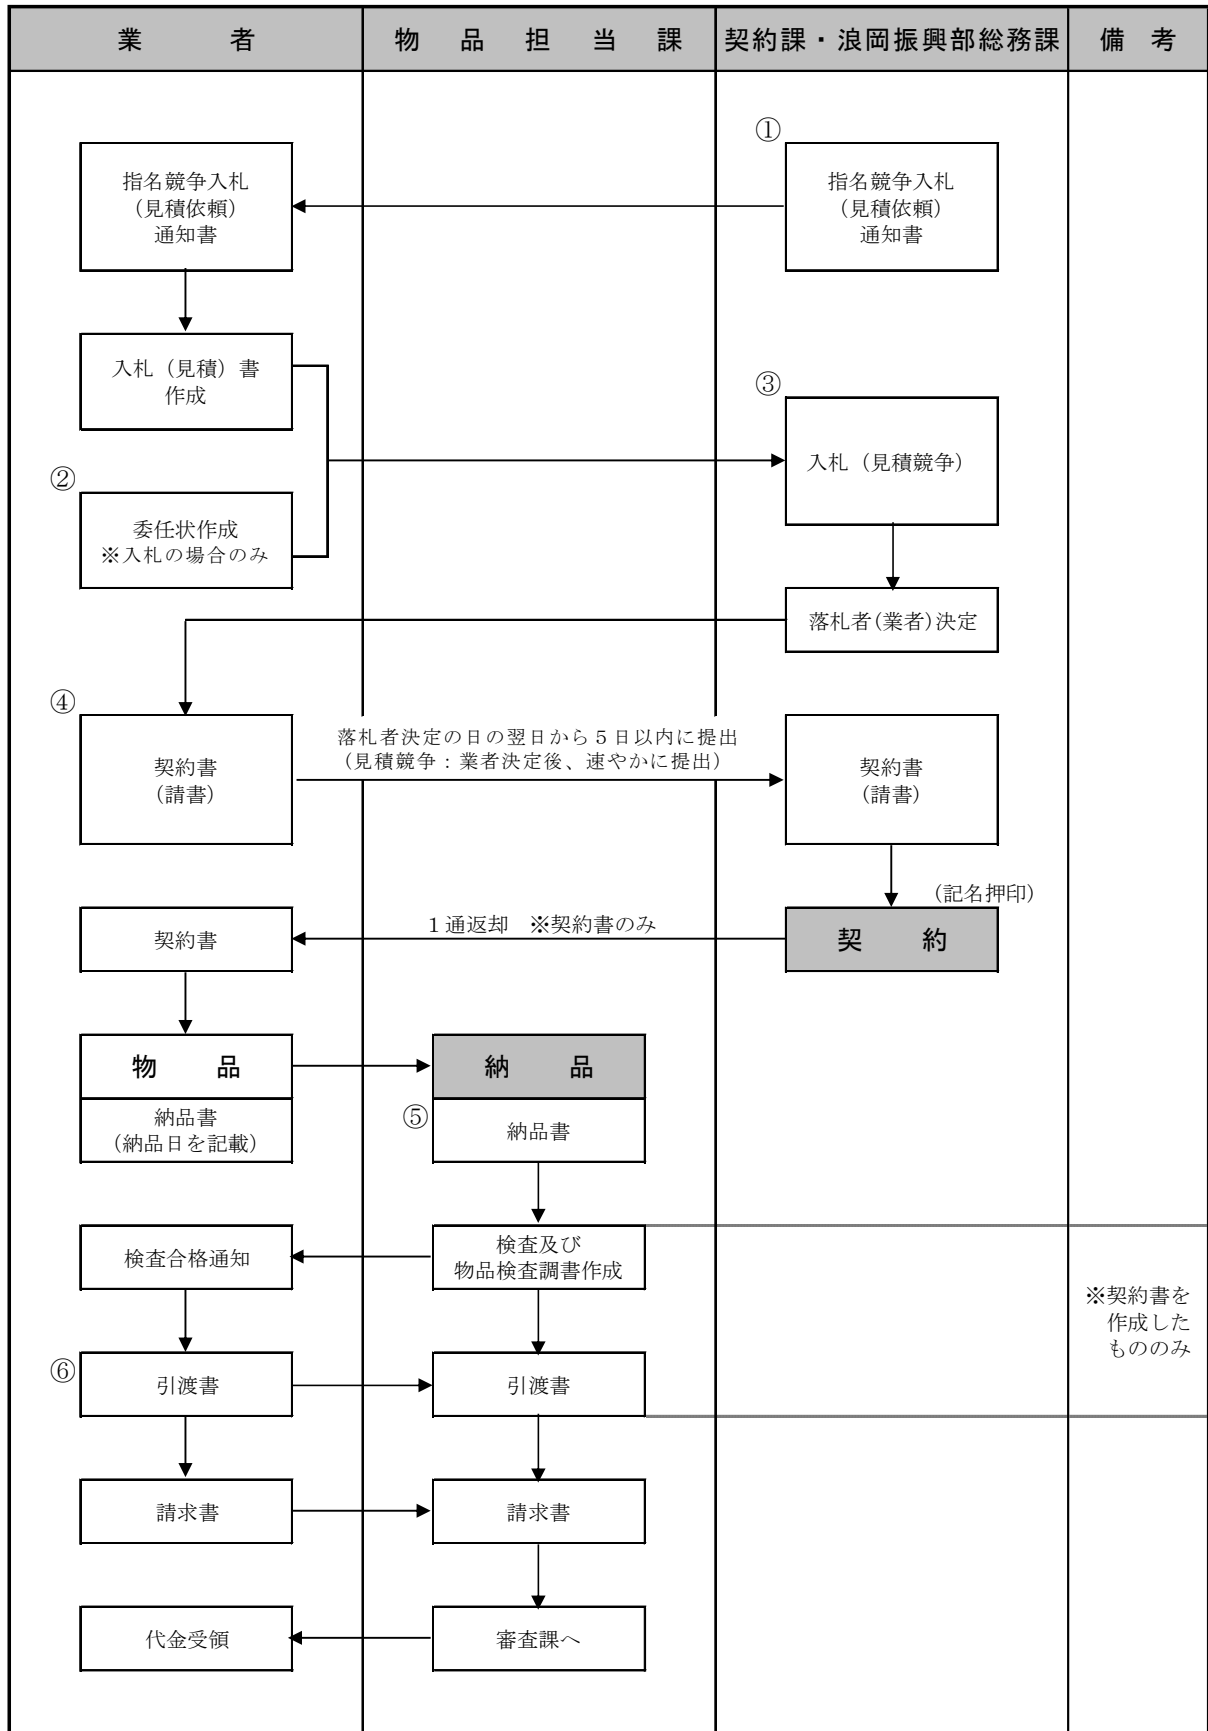 業者
物品担当課
契約課・浪岡振興部総務課
備考
①
指名競争入札
（見積依頼）
通知書
指名競争入札
（見積依頼）
通知書
入札（見積）書
作成
③
入札（見積競争）
②
委任状作成
※入札の場合のみ
落札者(業者)決定
④
契約書
(請書)
落札者決定の日の翌日から５日以内に提出
（見積競争：業者決定後、速やかに提出）
契約書
(請書)
(記名押印)
契約書
１通返却　※契約書のみ
契約
物品
納品
納品書
(納品日を記載)
⑤
納品書
検査合格通知
検査及び
物品検査調書作成
※契約書を
作成した
もののみ
⑥
引渡書
引渡書
請求書
請求書
代金受領
審査課へ